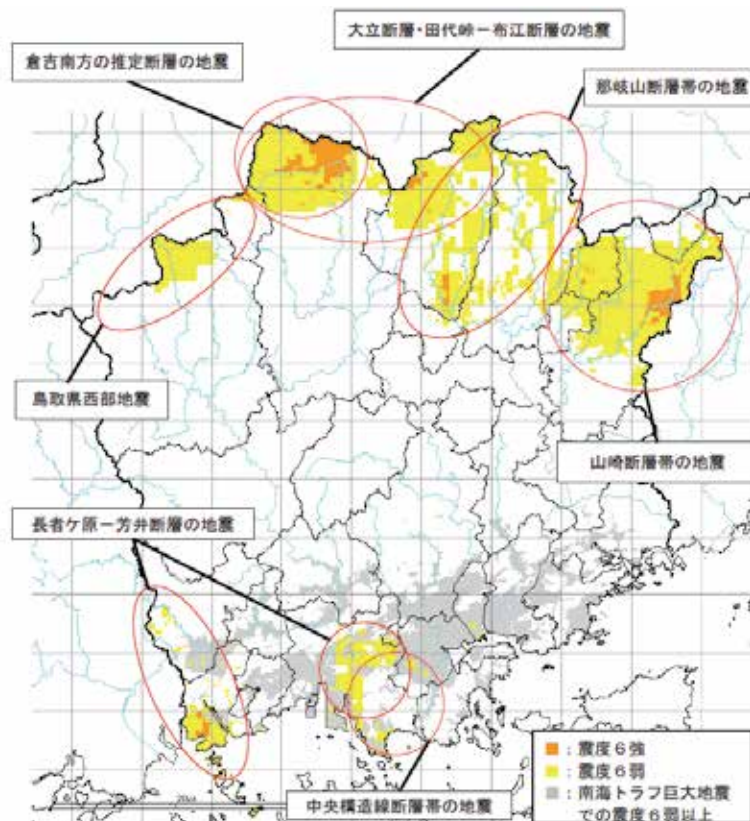 大立断層・田代峠ー布江断層の地震
倉吉南方の推定断層の地震
那岐山断層帯の地震
鳥取県西部地震
山崎断層帯の地震
長者ケ原ー芳井断層の地震
中央構造線断層帯の地震
：震度６強
：震度６弱
：南海トラフ巨大地震
での震度６弱以上